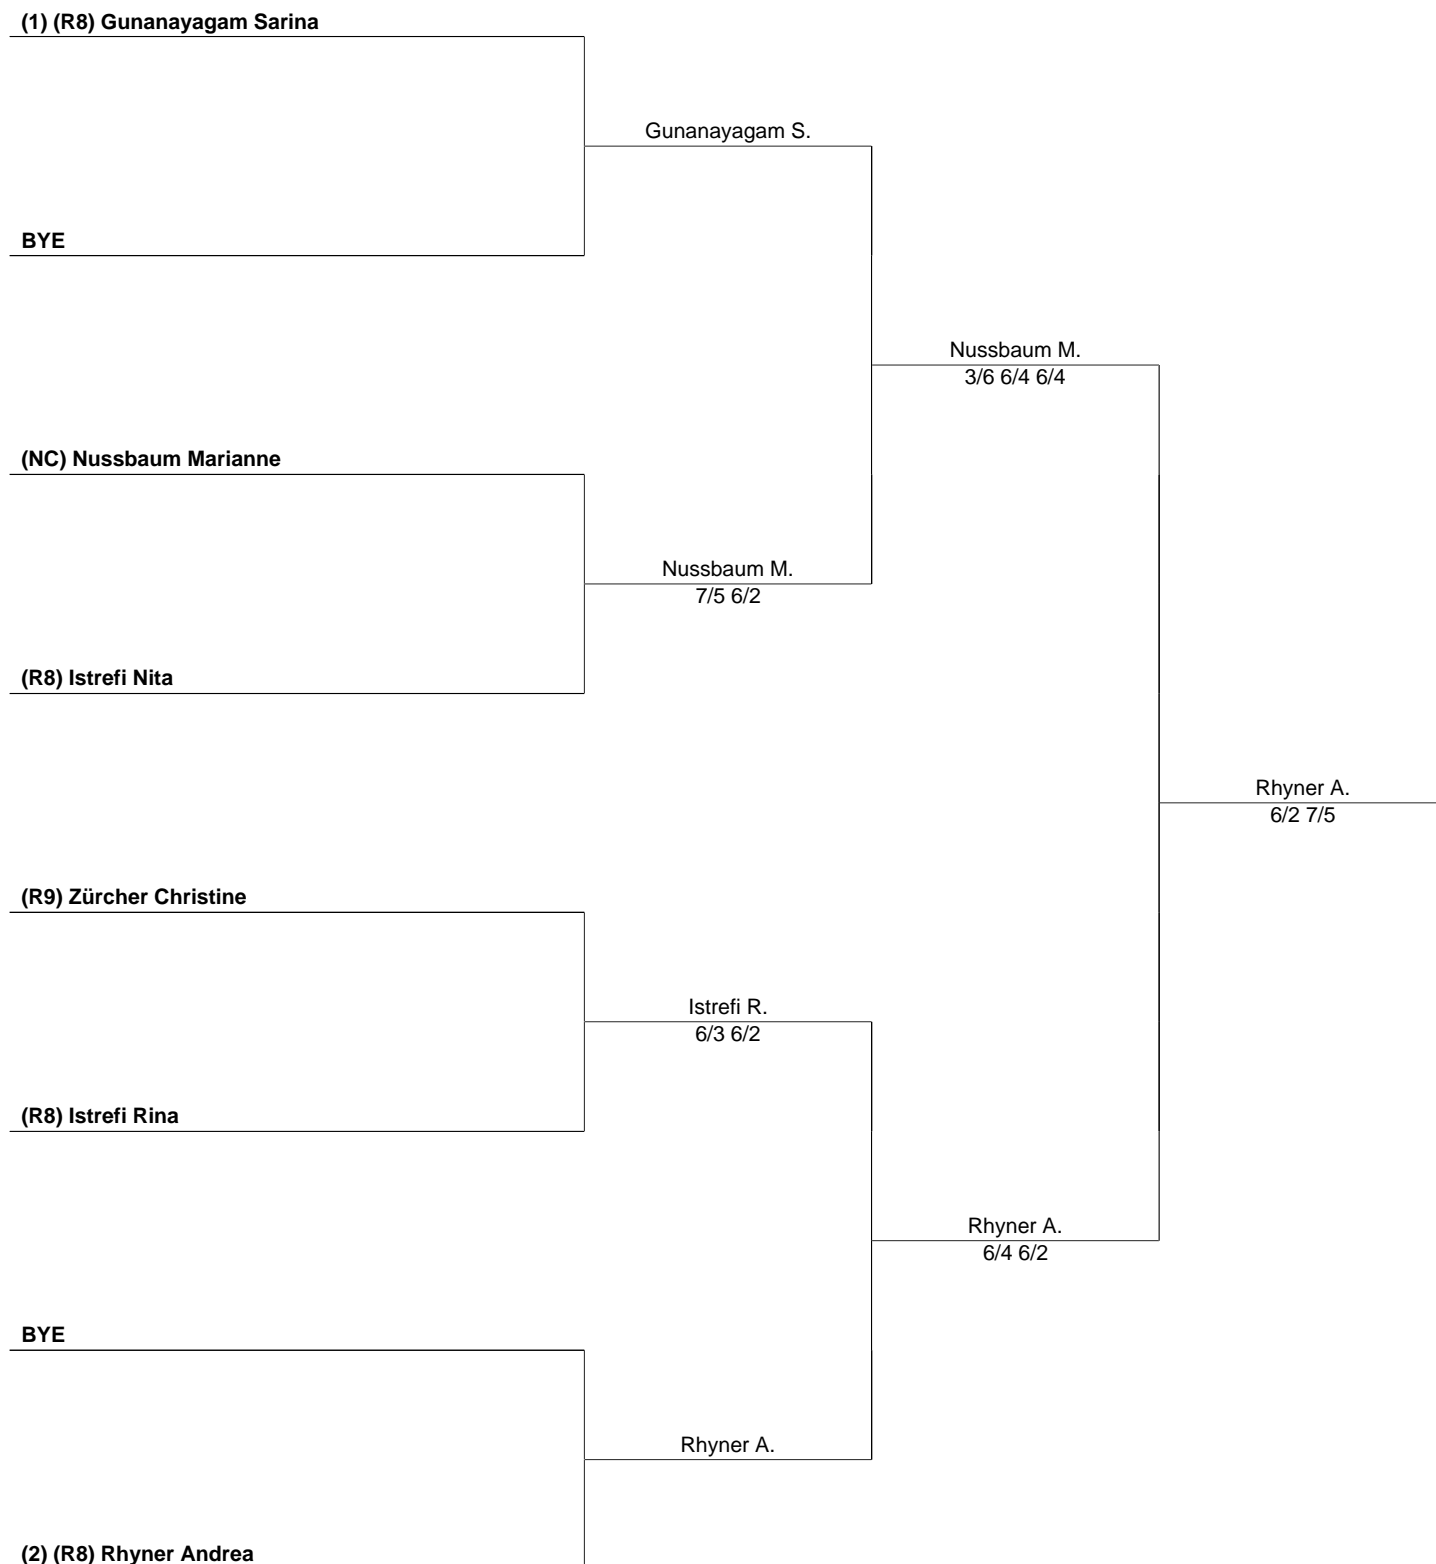 (1) (R8) Gunanayagam Sarina
Gunanayagam S.
BYE
Nussbaum M.
3/6 6/4 6/4
(NC) Nussbaum Marianne
Nussbaum M.
7/5 6/2
(R8) Istrefi Nita
Rhyner A.
6/2 7/5
(R9) Zürcher Christine
Istrefi R.
6/3 6/2
(R8) Istrefi Rina
Rhyner A.
6/4 6/2
BYE
Rhyner A.
(2) (R8) Rhyner Andrea